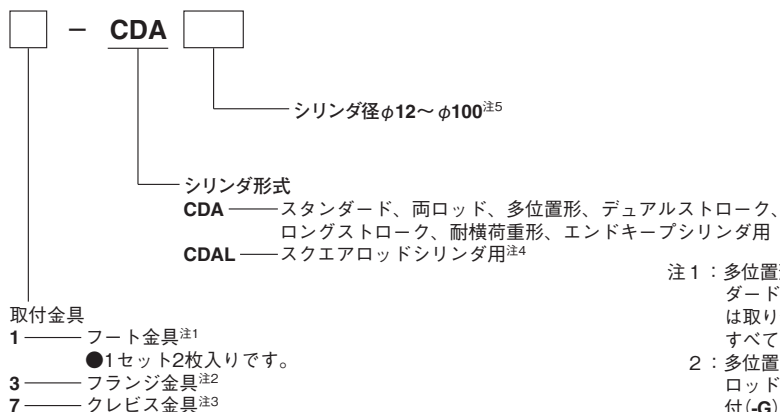 − CDA
シリンダ径φ12〜φ100注5
シリンダ形式
CDA スタンダード、両ロッド、多位置形、デュアルストローク、
ロングストローク、耐横荷重形、エンドキープシリンダ用
CDAL スクエアロッドシリンダ用注4
取付金具
1 フート金具注1
●1セット2枚入りです。
3 フランジ金具注2
7 クレビス金具注3
注1:多位置
ダード
は取り
すべて
2:多位置
ロッド
付(-G)